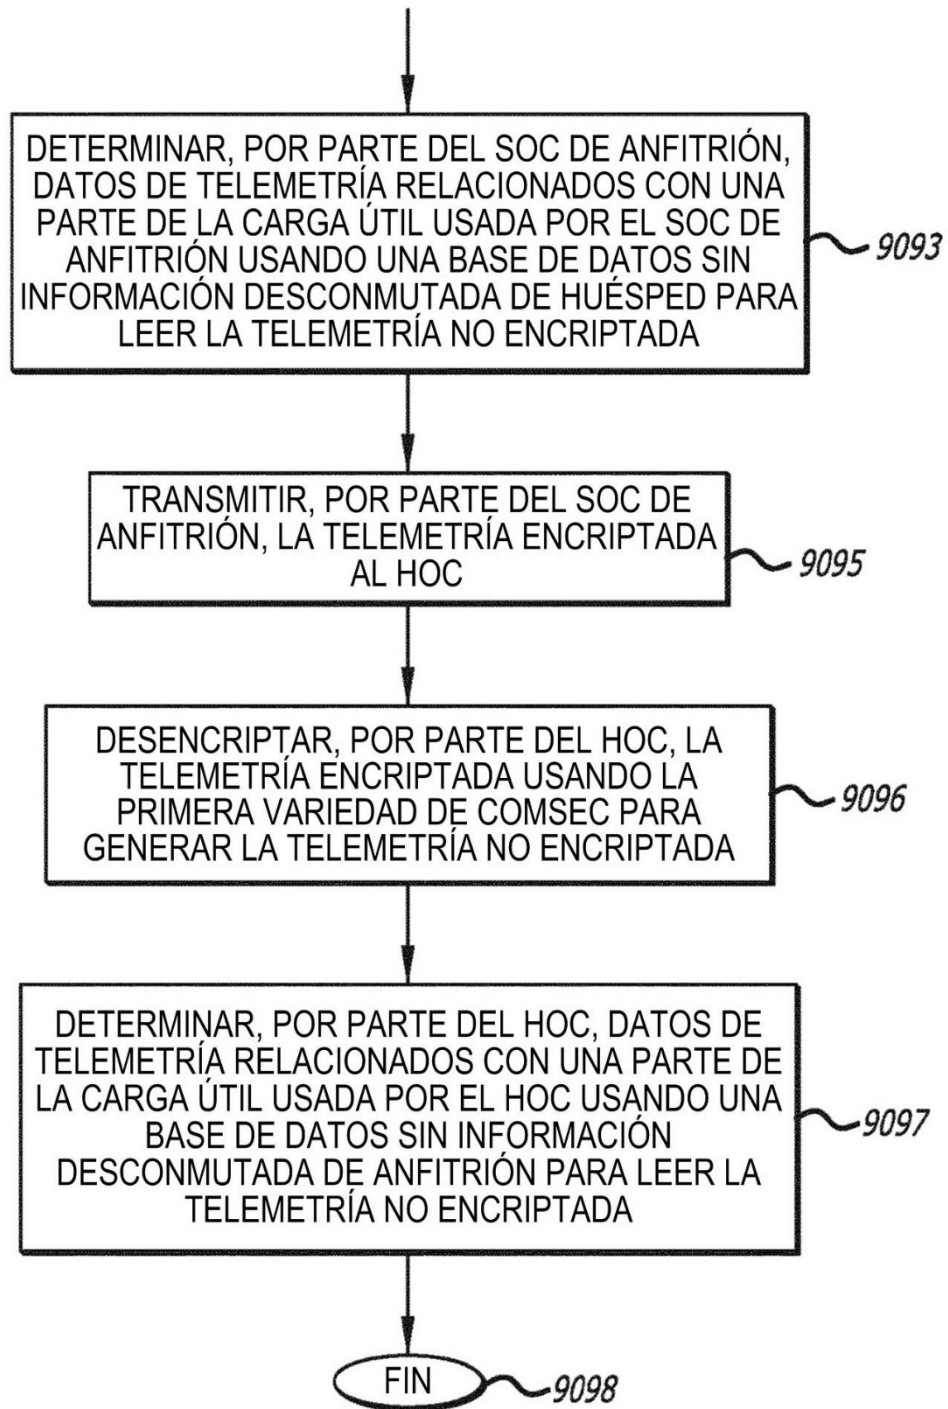 DETERMINAR, POR PARTE DEL SOC DE ANFITRIÓN,
DATOS DE TELEMETRÍA RELACIONADOS CON UNA
PARTE DE LA CARGA ÚTIL USADA POR EL SOC DE
ANFITRIÓN USANDO UNA BASE DE DATOS SIN
INFORMACIÓN DESCONMUTADA DE HUÉSPED PARA
LEER LA TELEMETRÍA NO ENCRIPTADA
9093
TRANSMITIR, POR PARTE DEL SOC DE
ANFITRIÓN, LA TELEMETRÍA ENCRIPTADA
AL HOC
9095
DESENCRIPTAR, POR PARTE DEL HOC, LA
TELEMETRÍA ENCRIPTADA USANDO LA
PRIMERA VARIEDAD DE COMSEC PARA
GENERAR LA TELEMETRÍA NO ENCRIPTADA
9096
DETERMINAR, POR PARTE DEL HOC, DATOS DE
TELEMETRÍA RELACIONADOS CON UNA PARTE DE
LA CARGA ÚTIL USADA POR EL HOC USANDO UNA
BASE DE DATOS SIN INFORMACIÓN
DESCONMUTADA DE ANFITRIÓN PARA LEER LA
TELEMETRÍA NO ENCRIPTADA
9097
FIN
9098